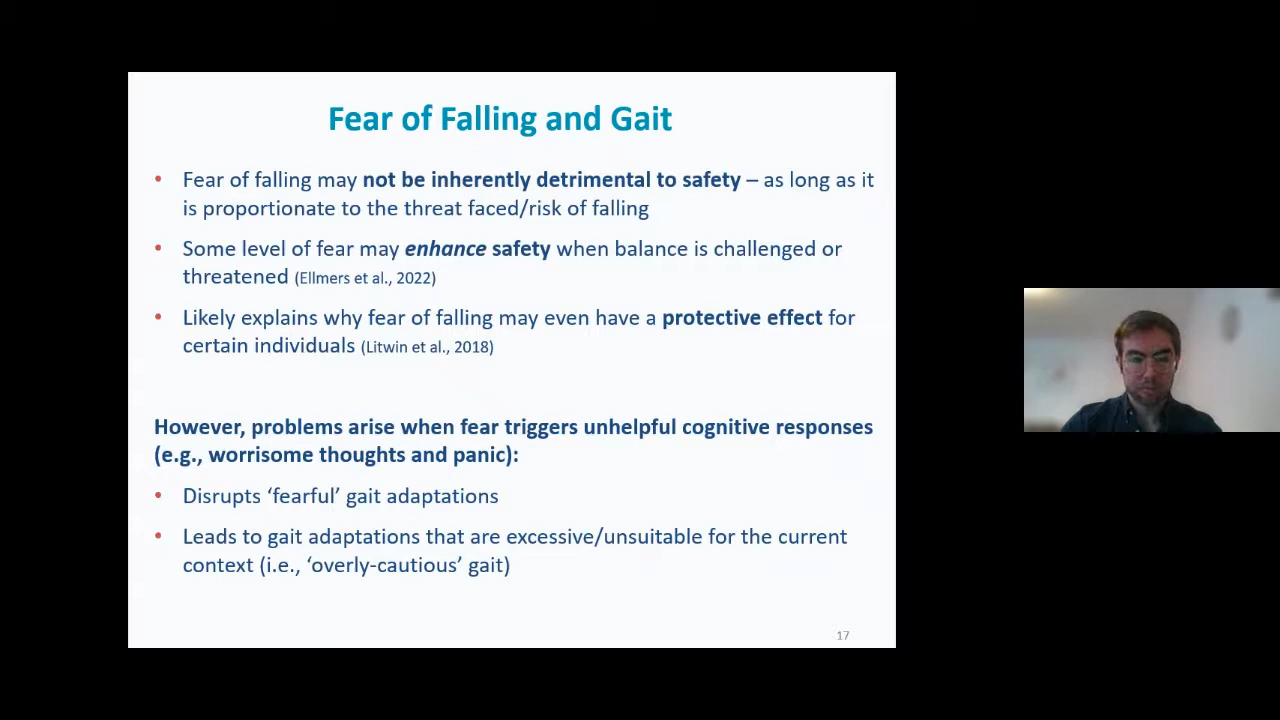 Fear of Falling and Gait
• Fear of falling may not be inherently detrimental to safety – as long as it
is proportionate to the threat faced/risk of falling
• Some level of fear may enhance safety when balance is challenged or
threatened (Ellmers et al., 2022)
• Likely explains why fear of falling may even have a protective effect for
certain individuals (Litwin et al., 2018)
However, problems arise when fear triggers unhelpful cognitive responses
(e.g., worrisome thoughts and panic):
• Disrupts ‘fearful’ gait adaptations
• Leads to gait adaptations that are excessive/unsuitable for the current
context (i.e., ‘overly-cautious’ gait)
17